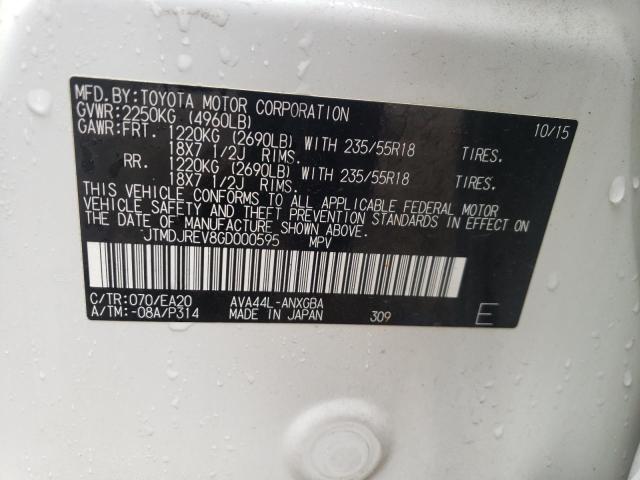 MFD. BY: TOYOTA MOTOR CORPORATION 10/15
GVWR: 2250KG (4960LB)
GAWR: FRT. 1220KG (2690LB) WITH 235/55R18 TIRES.
18X7 1/2J RIMS.
RR. 1220KG (2690LB) WITH 235/55R18 TIRES.
18X7 1/2J RIMS.
THIS VEHICLE CONFORMS TO ALL APPLICABLE FEDERAL MOTOR
VEHICLE SAFETY AND THEFT PREVENTION STANDARDS IN EFFECT ON
THE DATE OF MANUFACTURE SHOWN ABOVE.
JTMDJREV8GD000595 MPV
C/TR: 070/EA20 AVA44L-ANXGBA
A/TM: -08A/P314 MADE IN JAPAN 309 E